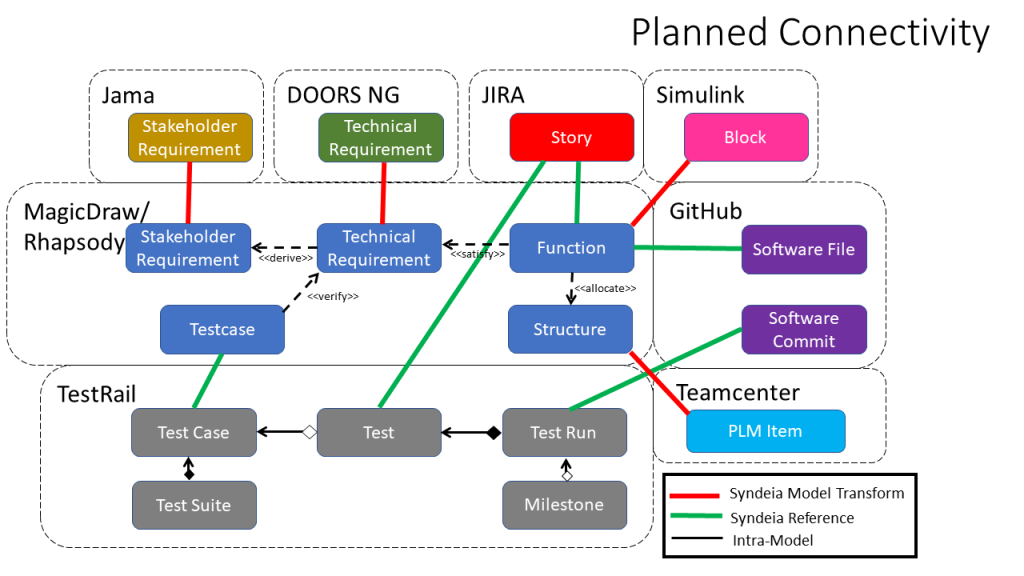 Planned Connectivity
Jama
DOORS NG
JIRA
Simulink
Stakeholder
Requirement
Technical
Requirement
Story
Block
MagicDraw/
Rhapsody
GitHub
Stakeholder
Requirement
<<derive>>
Technical
Requirement
<<satisfy>>
Function
Software File
<<verify>>
<<allocate>>
Testcase
Structure
Software
Commit
TestRail
Teamcenter
Test Case
Test
Test Run
PLM Item
Test Suite
Milestone
Syndeia Model Transform
Syndeia Reference
Intra-Model